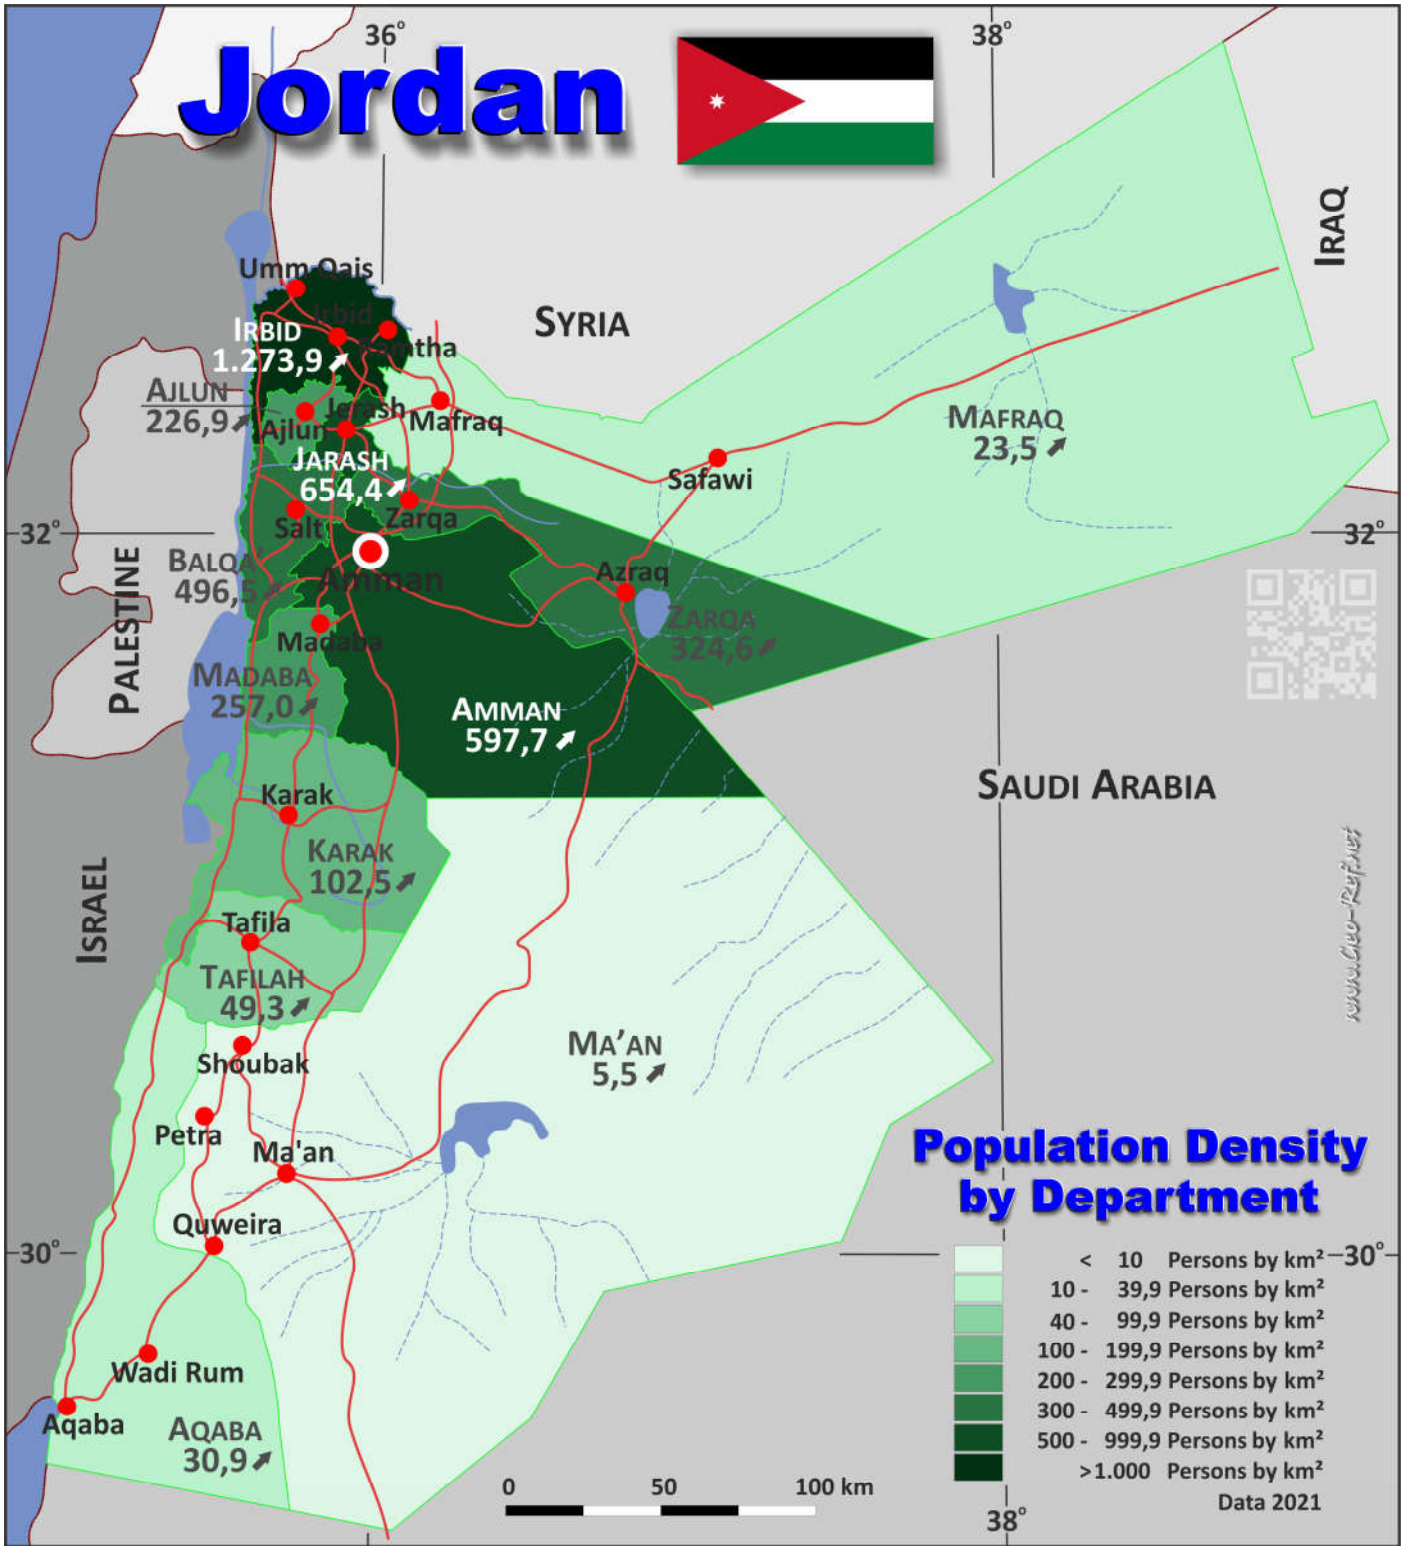 36°
38°
Jordan
IRAQ
Umm Qais
SYRIA
Irbid
IRBID
Ramtha
1.273,9
AJLUN
226,9
Jerash
Mafraq
Ajlun
MAFRAQ
23,5
JARASH
654,4
Safawi
Zarqa
Salt
32°
32°
PALESTINE
BALQA'
496,5
Amman
Azraq
ZARQA
324,6
Madaba
MADABA
257,0
AMMAN
597,7
SAUDI ARABIA
Karak
KARAK
102,5
www.Geo-Ref.net
ISRAEL
Tafila
TAFILAH
49,3
MA'AN
5,5
Shoubak
Petra
Ma'an
Population Density
by Department
Quweira
30°
30°
< 10 Persons by km²
10 - 39,9 Persons by km²
40 - 99,9 Persons by km²
100 - 199,9 Persons by km²
200 - 299,9 Persons by km²
300 - 499,9 Persons by km²
500 - 999,9 Persons by km²
>1.000 Persons by km²
Data 2021
Wadi Rum
Aqaba
AQABA
30,9
0 50 100 km
38°